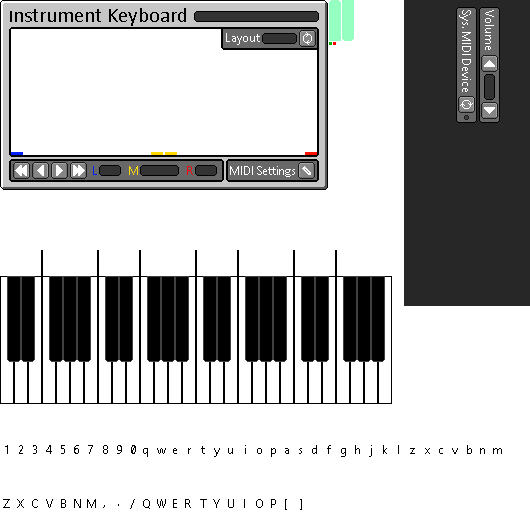 Instrument Keyboard
Layout
L M R MIDI Settings
Volume
Sys. MIDI Device
1 2 3 4 5 6 7 8 9 0 q w e r t y u i o p a s d f g h j k l z x c v b n m
Z X C V B N M , . / Q W E R T Y U I O P [ ]